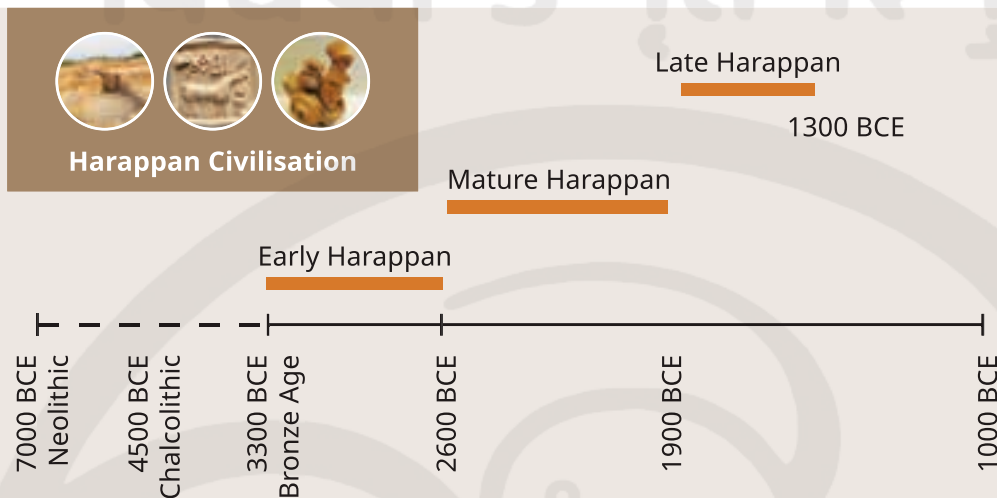 Harappan Civilisation
Late Harappan
1300 BCE
Mature Harappan
Early Harappan
7000 BCE
Neolithic
4500 BCE
Chalcolithic
3300 BCE
Bronze Age
2600 BCE
1900 BCE
1000 BCE